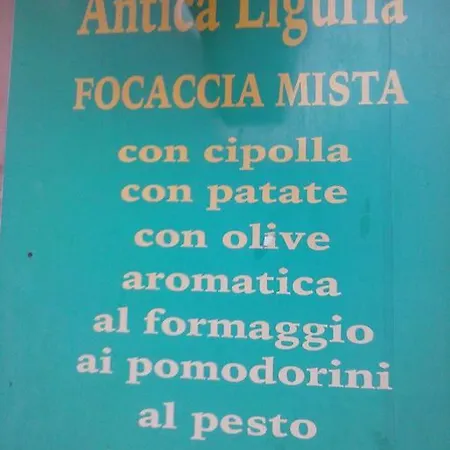 Antica Liguria
FOCACCIA MISTA
con cipolla
con patate
con olive
aromatica
al formaggio
ai pomodorini
al pesto